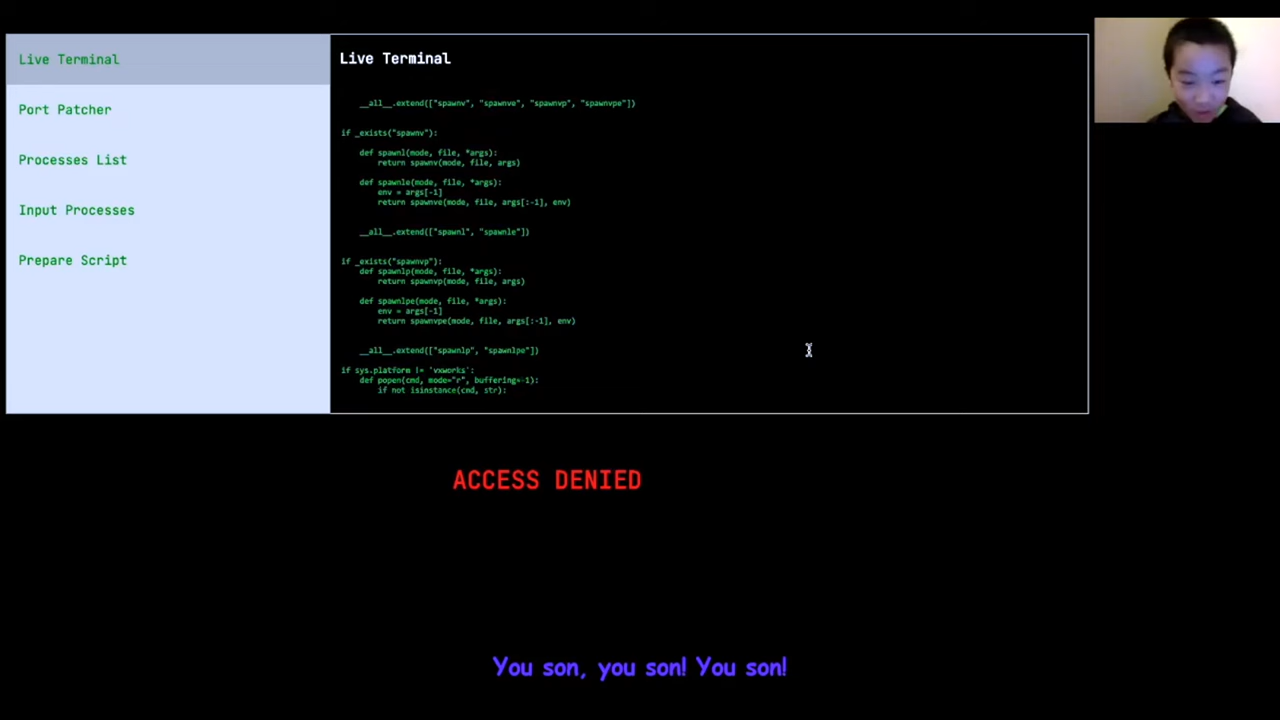 Live Terminal
Port Patcher
Processes List
Input Processes
Prepare Script
Live Terminal
__all__.extend(["spawnv", "spawnve", "spawnvp", "spawnvpe"])
if _exists("spawnv"):
def spawnl(mode, file, *args):
return spawnv(mode, file, args)
def spawnle(mode, file, *args):
env = args[-1]
return spawnve(mode, file, args[:-1], env)
__all__.extend(["spawnl", "spawnle"])
if _exists("spawnvp"):
def spawnlp(mode, file, *args):
return spawnvp(mode, file, args)
def spawnlpe(mode, file, *args):
env = args[-1]
return spawnvpe(mode, file, args[:-1], env)
__all__.extend(["spawnlp", "spawnlpe"])
if sys.platform != 'vxworks':
def popen(cmd, mode="r", buffering=-1):
if not isinstance(cmd, str):
ACCESS DENIED
You son, you son! You son!